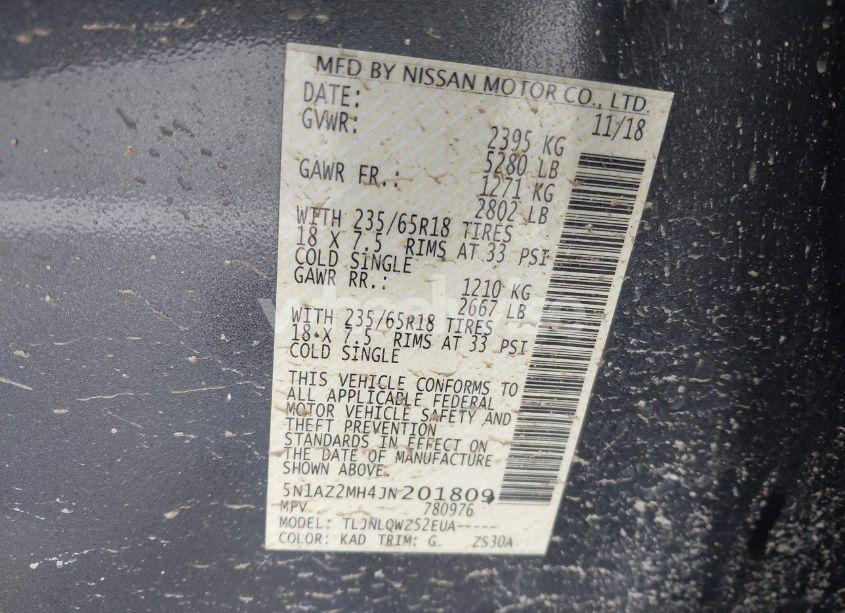 MFD BY NISSAN MOTOR CO., LTD.
DATE: 11/18
GVWR: 2395 KG
5280 LB
GAWR FR.: 1271 KG
2802 LB
WITH 235/65R18 TIRES
18 X 7.5 RIMS AT 33 PSI
COLD SINGLE
GAWR RR.: 1210 KG
2667 LB
WITH 235/65R18 TIRES
18 X 7.5 RIMS AT 33 PSI
COLD SINGLE
THIS VEHICLE CONFORMS TO
ALL APPLICABLE FEDERAL
MOTOR VEHICLE SAFETY AND
THEFT PREVENTION
STANDARDS IN EFFECT ON
THE DATE OF MANUFACTURE
SHOWN ABOVE.
5N1AZ2MH4JN201809
MPV 780976
MODEL: TLJNLQWZ52EUA-----
COLOR: KAD TRIM: G ZS30A